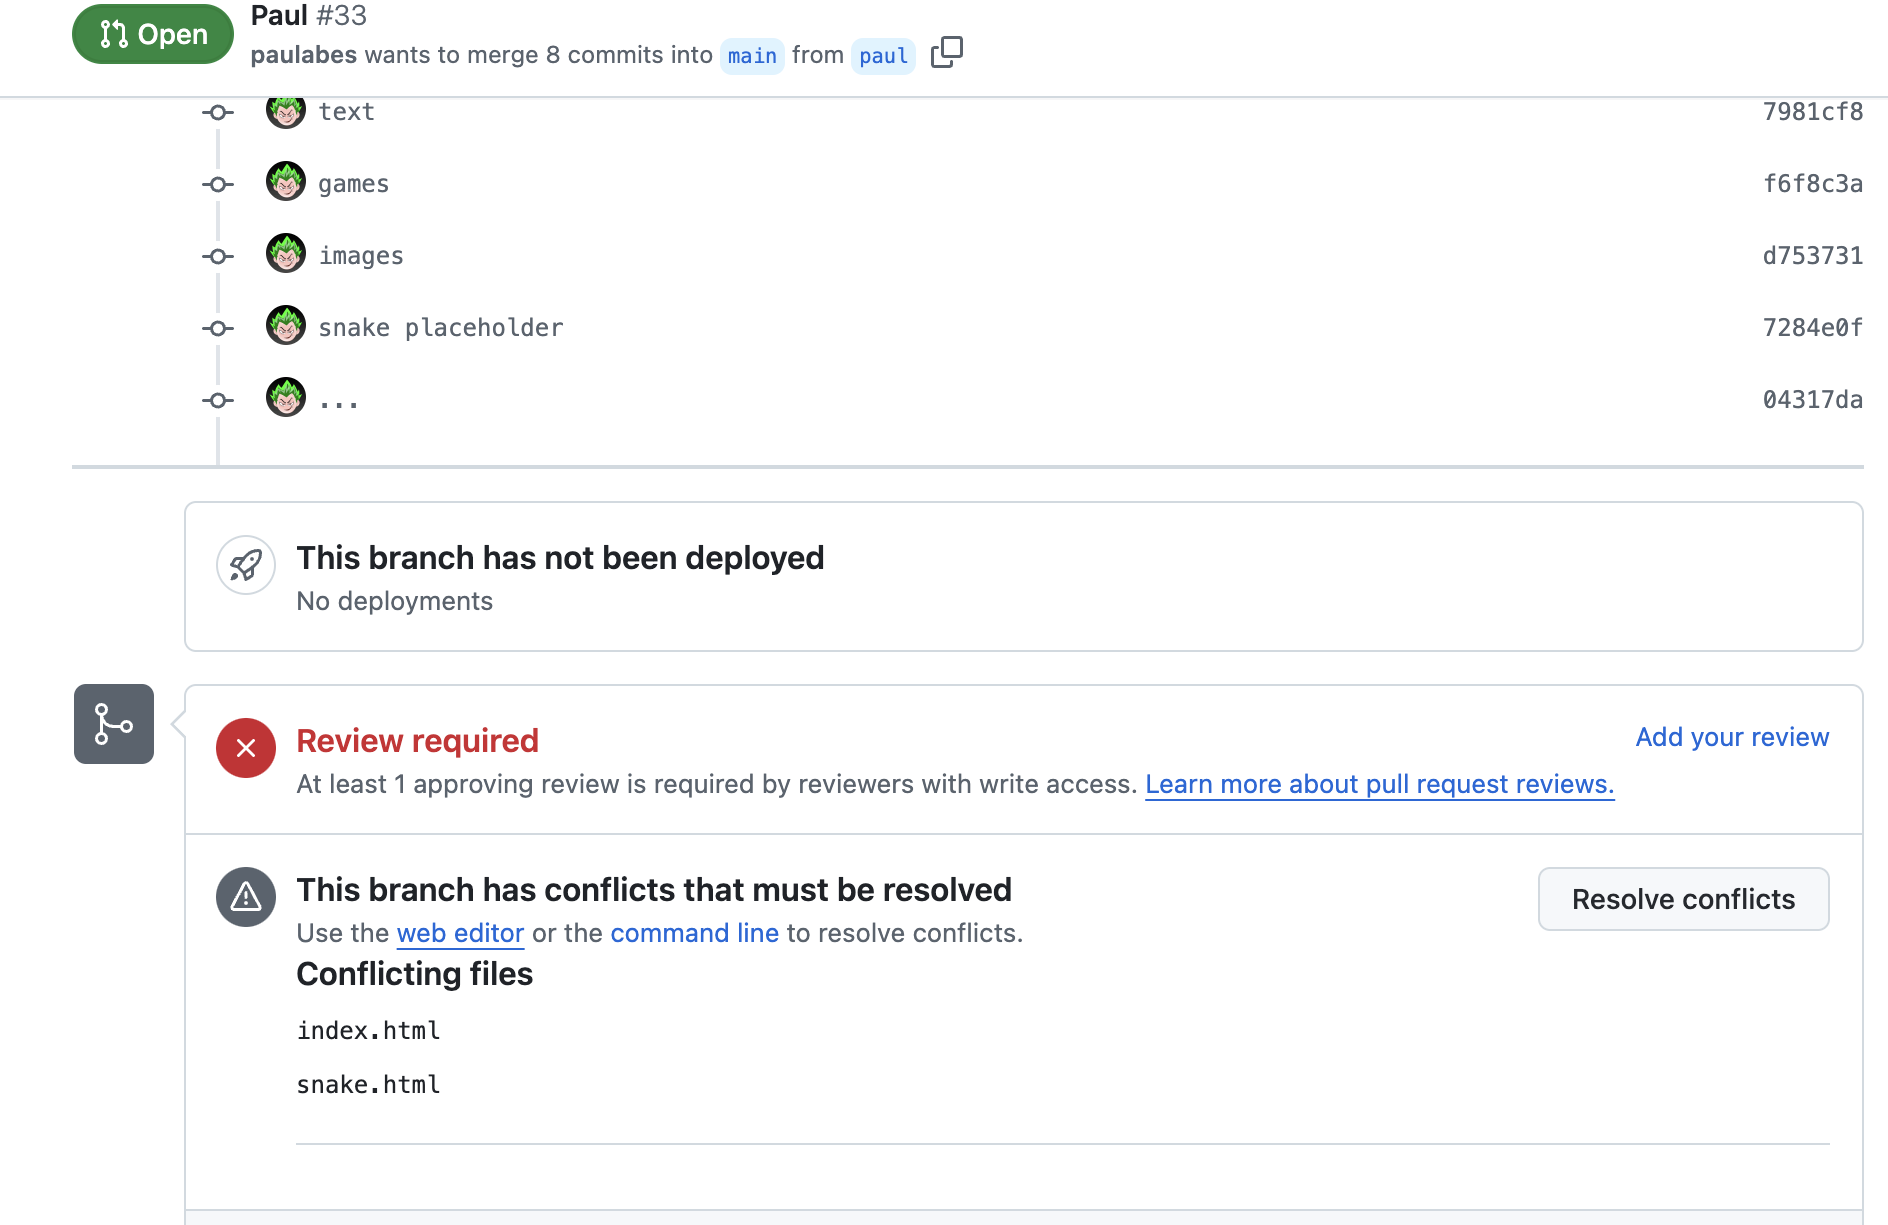 Open
Paul #33
paulabes wants to merge 8 commits into main from paul
text 7981cf8
games f6f8c3a
images d753731
snake placeholder 7284e0f
... 04317da
This branch has not been deployed
No deployments
Review required
Add your review
At least 1 approving review is required by reviewers with write access. Learn more about pull request reviews.
This branch has conflicts that must be resolved
Resolve conflicts
Use the web editor or the command line to resolve conflicts.
Conflicting files
index.html
snake.html